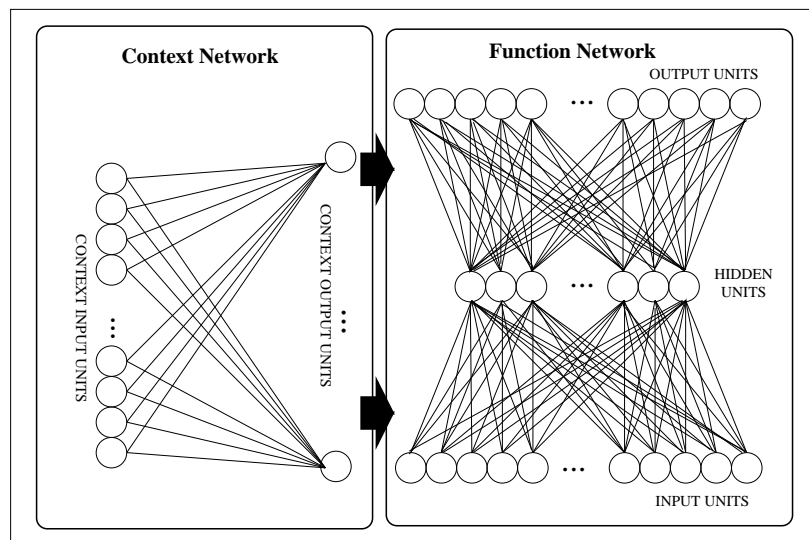 Context Network
CONTEXT INPUT UNITS
...
CONTEXT OUTPUT UNITS
...
Function Network
OUTPUT UNITS
...
...
HIDDEN
UNITS
...
INPUT UNITS